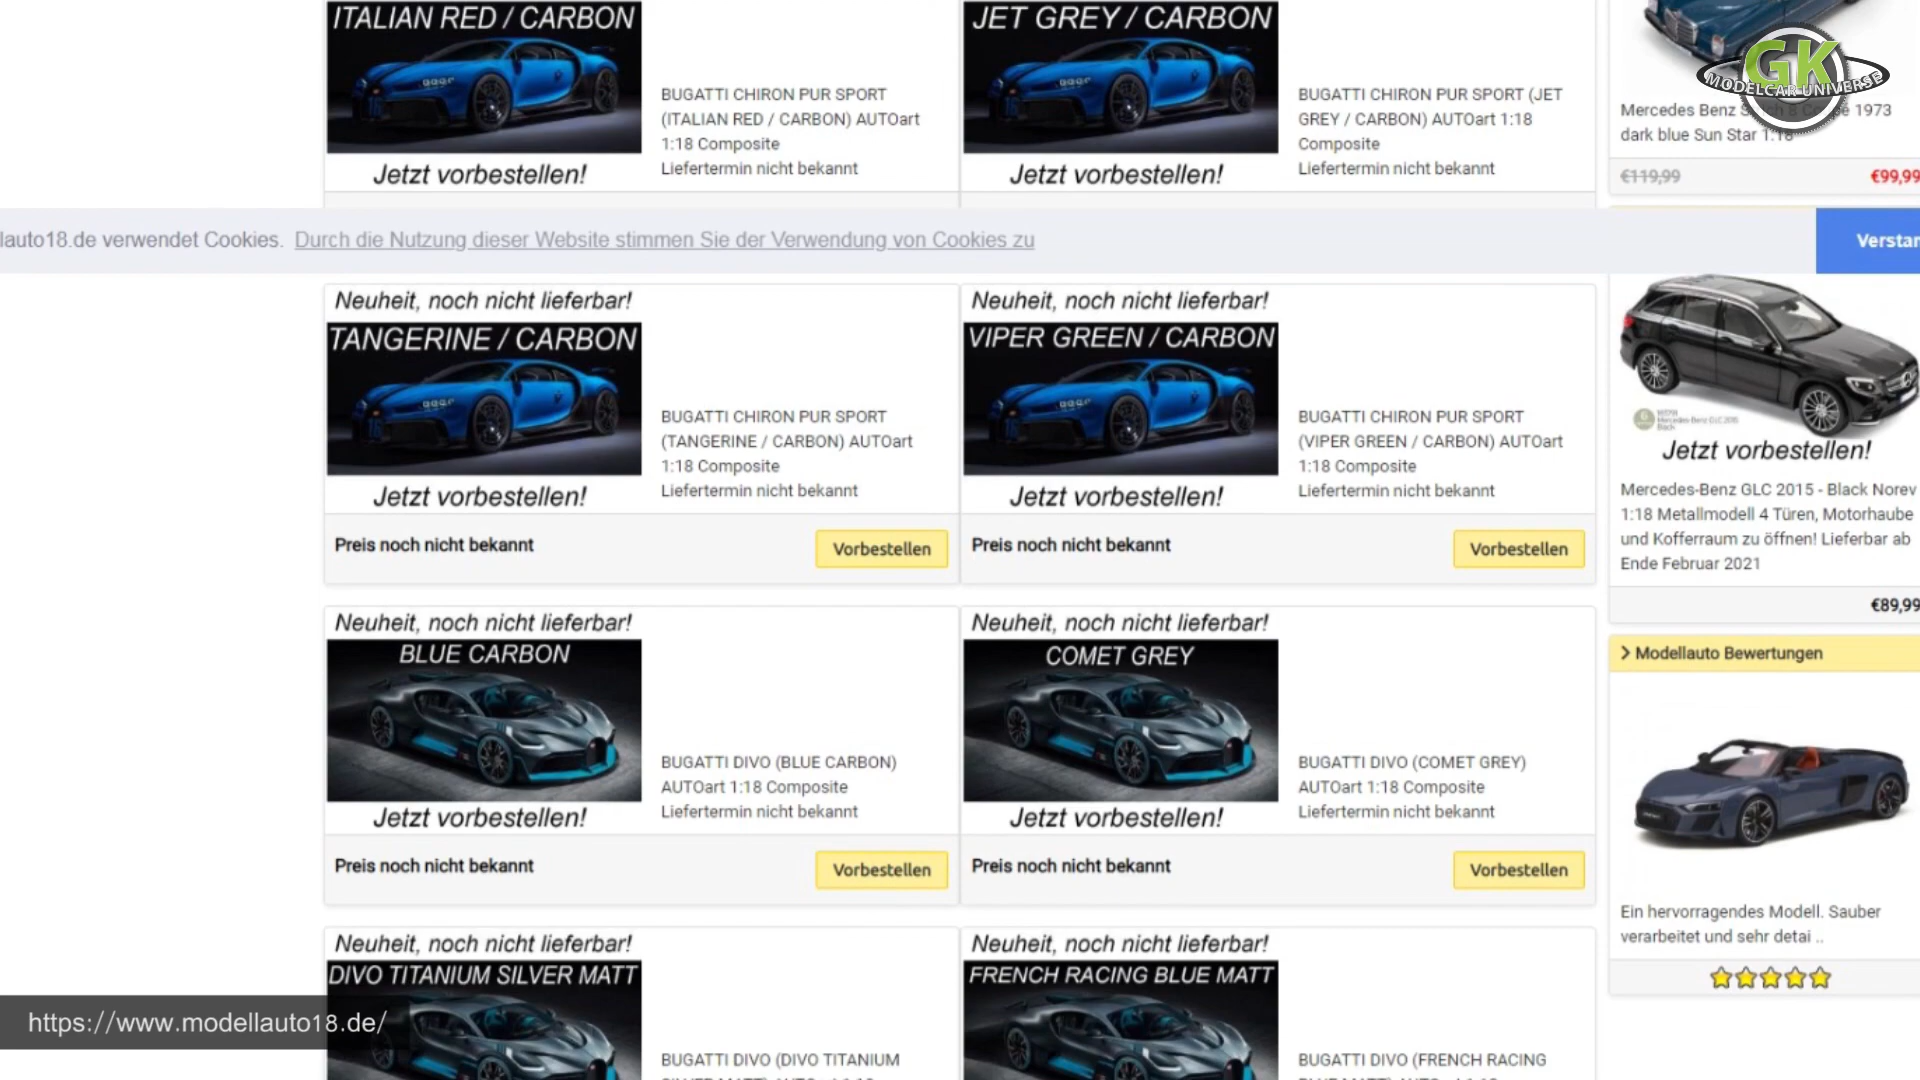 ITALIAN RED / CARBON
BUGATTI CHIRON PUR SPORT
(ITALIAN RED / CARBON) AUTOart
1:18 Composite
Liefertermin nicht bekannt
Jetzt vorbestellen!
JET GREY / CARBON
BUGATTI CHIRON PUR SPORT (JET
GREY / CARBON) AUTOart 1:18
Composite
Liefertermin nicht bekannt
Jetzt vorbestellen!
GK
MODELCAR UNIVERSE
Mercedes Benz 1973
dark blue Sun Star 1:18
€119,99 €99,99
lauto18.de verwendet Cookies. Durch die Nutzung dieser Website stimmen Sie der Verwendung von Cookies zu
Verstan
Neuheit, noch nicht lieferbar!
TANGERINE / CARBON
BUGATTI CHIRON PUR SPORT
(TANGERINE / CARBON) AUTOart
1:18 Composite
Liefertermin nicht bekannt
Jetzt vorbestellen!
Preis noch nicht bekannt Vorbestellen
Neuheit, noch nicht lieferbar!
VIPER GREEN / CARBON
BUGATTI CHIRON PUR SPORT
(VIPER GREEN / CARBON) AUTOart
1:18 Composite
Liefertermin nicht bekannt
Jetzt vorbestellen!
Preis noch nicht bekannt Vorbestellen
Jetzt vorbestellen!
Mercedes-Benz GLC 2015 - Black Norev
1:18 Metallmodell 4 Türen, Motorhaube
und Kofferraum zu öffnen! Lieferbar ab
Ende Februar 2021
€89,99
Neuheit, noch nicht lieferbar!
BLUE CARBON
BUGATTI DIVO (BLUE CARBON)
AUTOart 1:18 Composite
Liefertermin nicht bekannt
Jetzt vorbestellen!
Preis noch nicht bekannt Vorbestellen
Neuheit, noch nicht lieferbar!
COMET GREY
BUGATTI DIVO (COMET GREY)
AUTOart 1:18 Composite
Liefertermin nicht bekannt
Jetzt vorbestellen!
Preis noch nicht bekannt Vorbestellen
> Modellauto Bewertungen
Ein hervorragendes Modell. Sauber
verarbeitet und sehr detai ..
Neuheit, noch nicht lieferbar!
DIVO TITANIUM SILVER MATT
BUGATTI DIVO (DIVO TITANIUM
Neuheit, noch nicht lieferbar!
FRENCH RACING BLUE MATT
BUGATTI DIVO (FRENCH RACING
https://www.modellauto18.de/